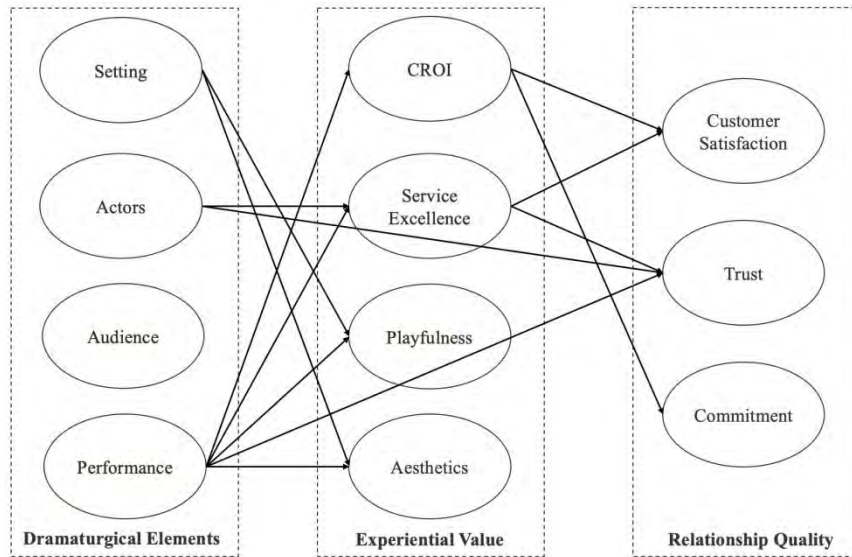 Setting
Actors
Audience
Performance
Dramaturgical Elements
CROI
Service
Excellence
Playfulness
Aesthetics
Experiential Value
Customer
Satisfaction
Trust
Commitment
Relationship Quality